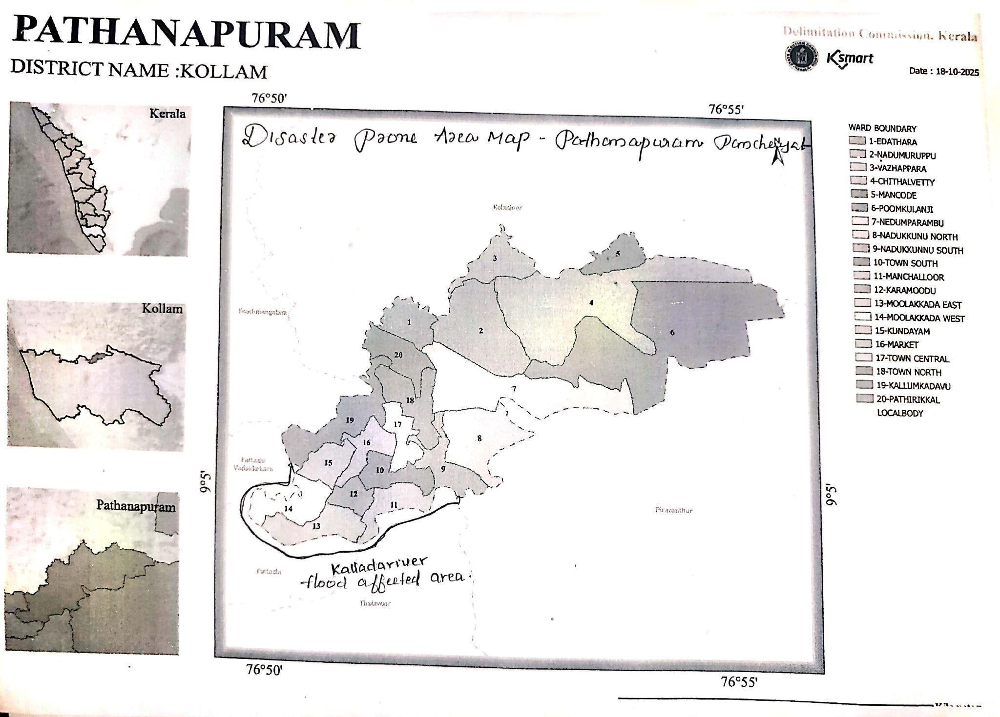 PATHANAPURAM
DISTRICT NAME :KOLLAM
Delimitation Commission, Kerala
Ksmart
Date : 18-10-2025
Kerala
Kollam
Pathanapuram
76°50'
76°55'
Disaster Prone Area Map - Pathanapuram Panchayat
N
Kalanjoor
Enathmangalam
Pattazhi
Vadakkekara
Pattazhi
Thalavoor
Piravanthur
3
5
4
1
2
6
20
7
18
19
17
16
8
15
10
9
12
14
11
13
Kalladariver
flood affected area.
9°5'
9°5'
76°50'
76°55'
WARD BOUNDARY
1-EDATHARA
2-NADUMURUPPU
3-VAZHAPPARA
4-CHITHALVETTY
5-MANCODE
6-POOMKULANJI
7-NEDUMPARAMBU
8-NADUKKUNU NORTH
9-NADUKKUNNU SOUTH
10-TOWN SOUTH
11-MANCHALLOOR
12-KARAMOODU
13-MOOLAKKADA EAST
14-MOOLAKKADA WEST
15-KUNDAYAM
16-MARKET
17-TOWN CENTRAL
18-TOWN NORTH
19-KALLUMKADAVU
20-PATHIRIKKAL
LOCALBODY